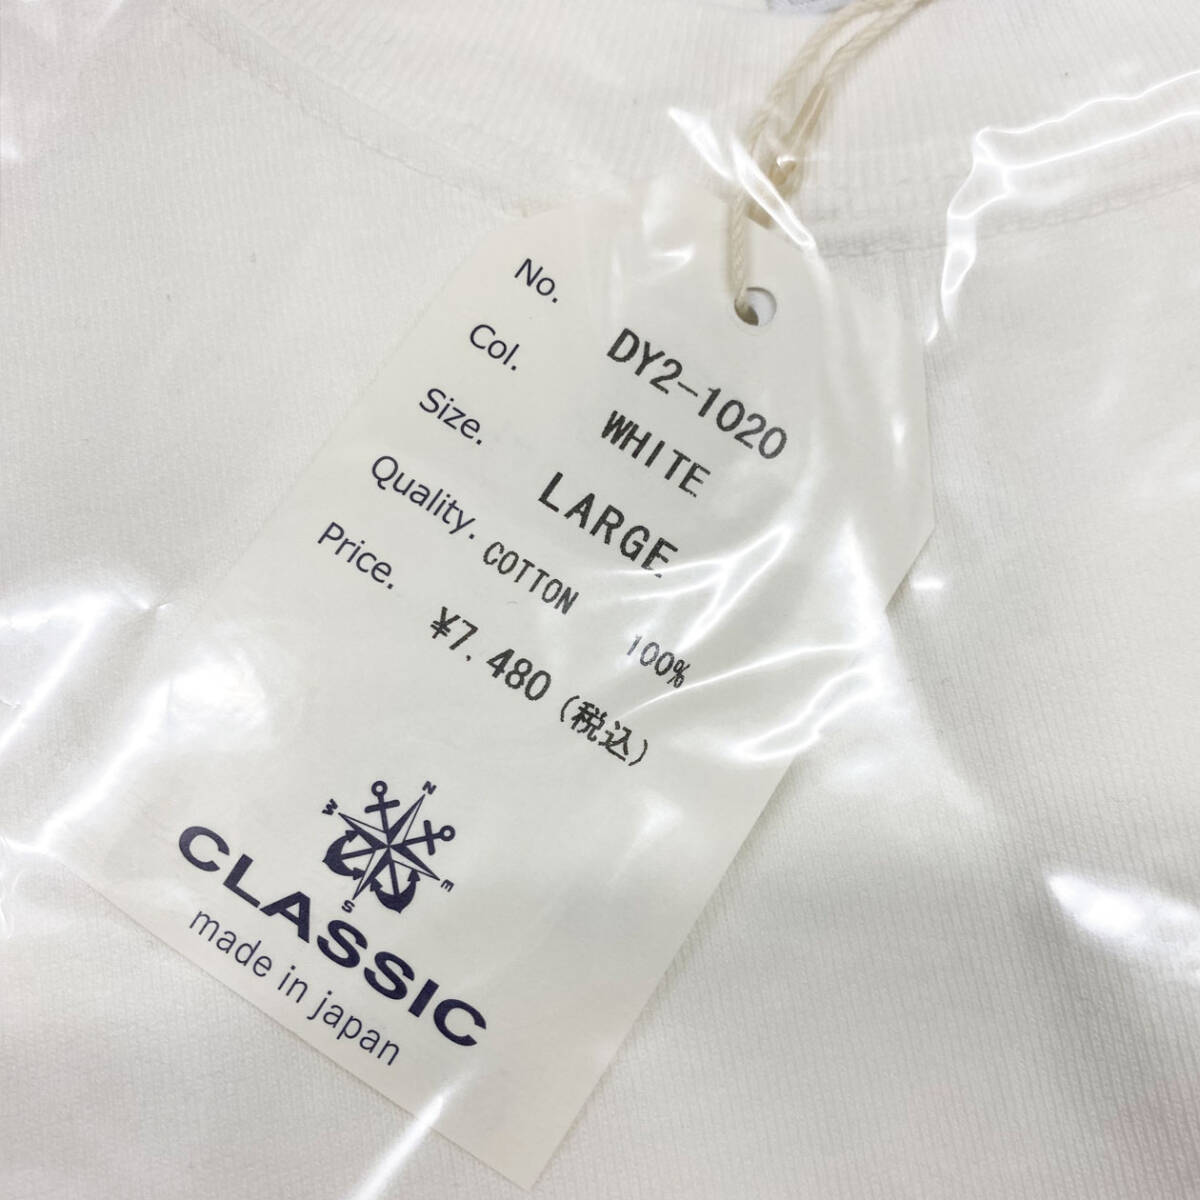 No. DY2-1020
Col. WHITE
Size. LARGE
Quality. COTTON 100%
Price. ¥7.480 (税込)
N
W
E
S
CLASSIC
made in japan